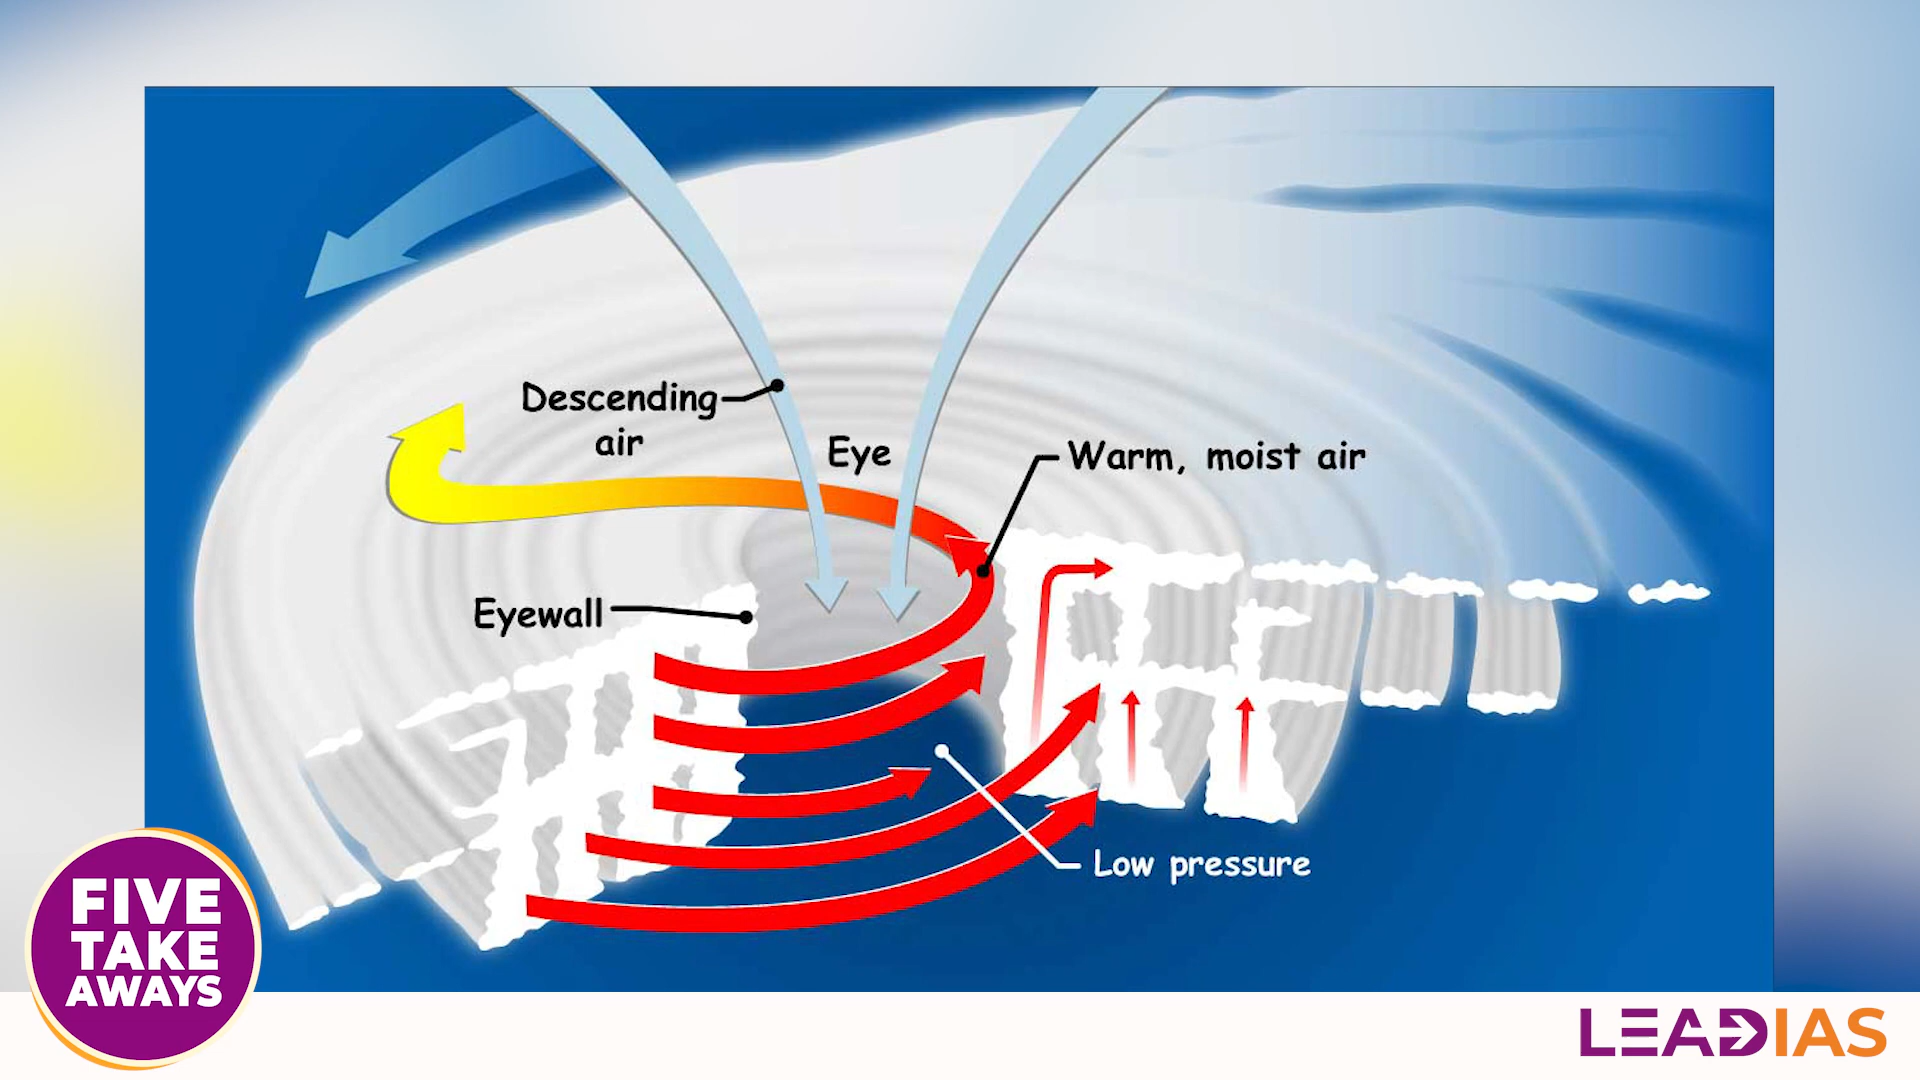 Descending
air
Eye
Warm, moist air
Eyewall
Low pressure
FIVE
TAKE
AWAYS
LEADIAS